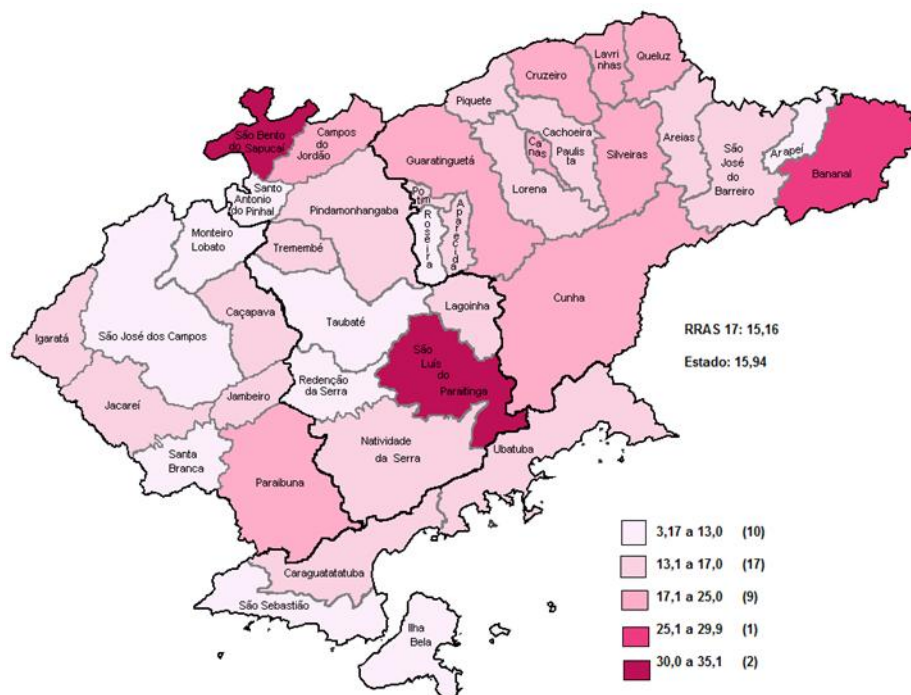 Queluz
Lavri
nhas
Cruzeiro
Piquete
São Bento
do Sapucaí
Campos
do
Jordão
Cachoeira
Paulis
ta
Ca
nas
Areias
São
José
do
Barreiro
Arapeí
Bananal
Guaratinguetá
Silveiras
Lorena
Santo
Antonio
do Pinhal
Pindamonhangaba
Po
tim
Roseira
Aparecida
Monteiro
Lobato
Tremembé
Cunha
Lagoinha
Caçapava
Taubaté
Igaratá
São José dos Campos
RRAS 17: 15,16
Estado: 15,94
São
Luís
do
Paraitinga
Redenção
da Serra
Jambeiro
Jacareí
Natividade
da Serra
Ubatuba
Santa
Branca
Paraibuna
Caraguatatatuba
São Sebastião
Ilha
Bela
3,17 a 13,0 (10)
13,1 a 17,0 (17)
17,1 a 25,0 (9)
25,1 a 29,9 (1)
30,0 a 35,1 (2)